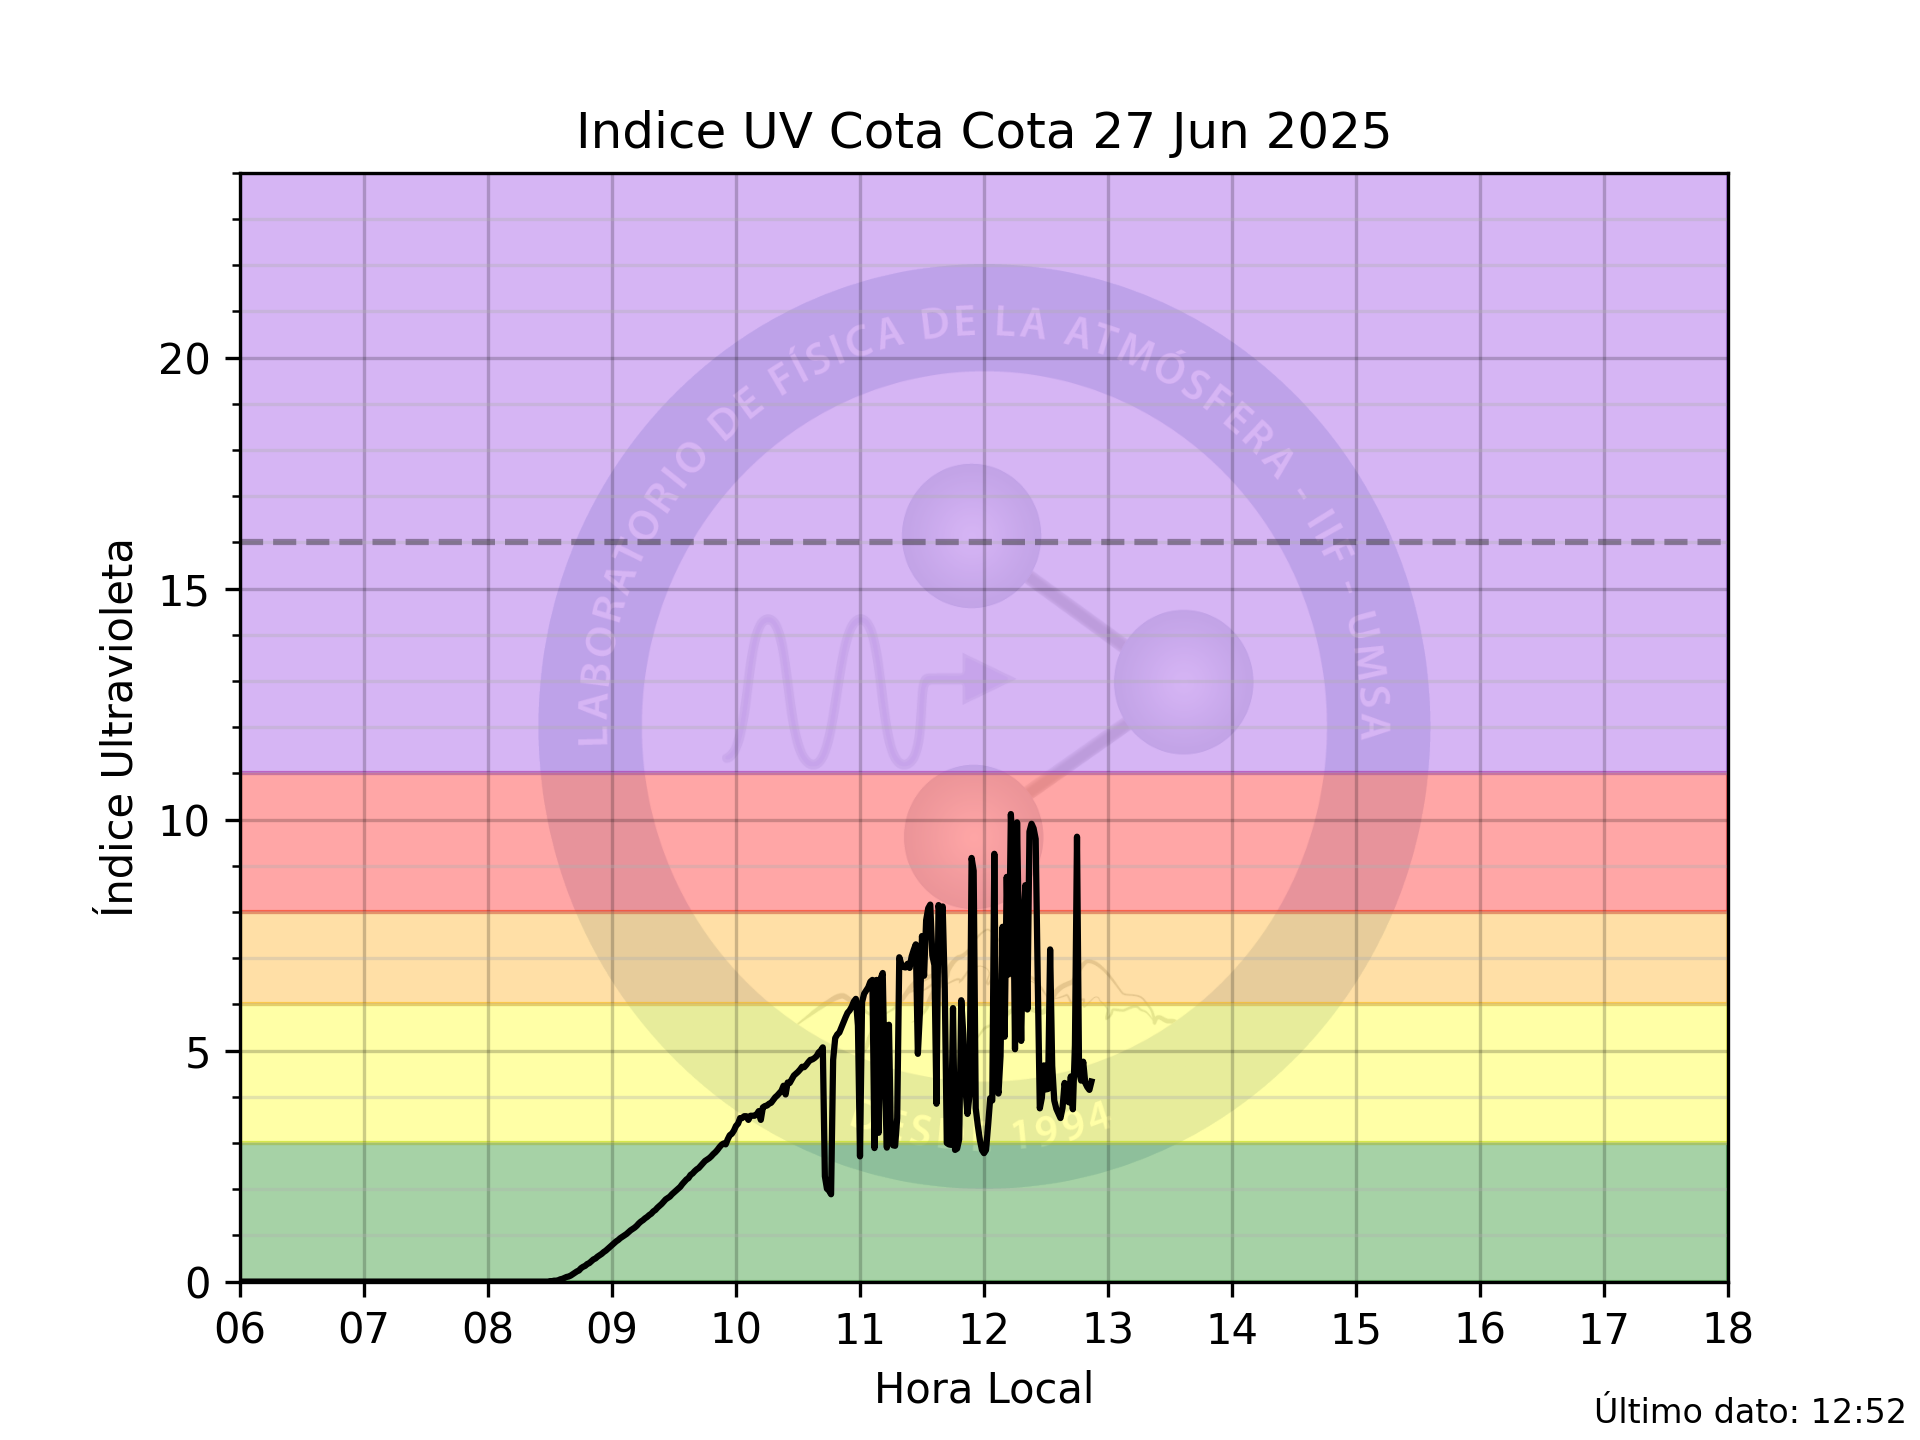 Indice UV Cota Cota 27 Jun 2025
Índice Ultravioleta
20
15
10
5
0
LABORATORIO DE FÍSICA DE LA ATMÓSFERA - IIF - UMSA
1994
06 07 08 09 10 11 12 13 14 15 16 17 18
Hora Local
Último dato: 12:52